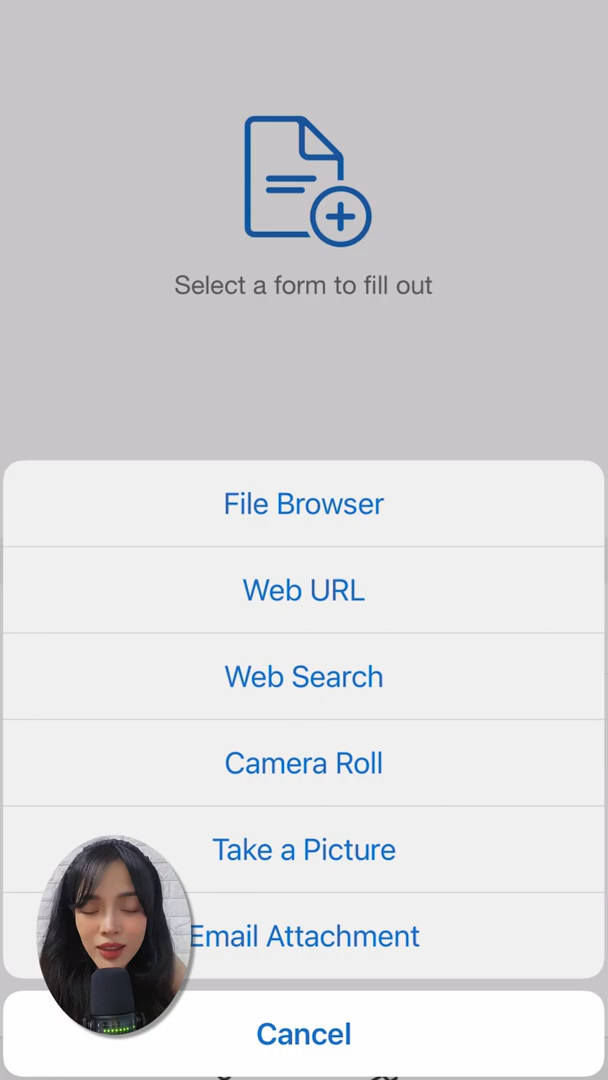 Select a form to fill out
File Browser
Web URL
Web Search
Camera Roll
Take a Picture
Email Attachment
Cancel